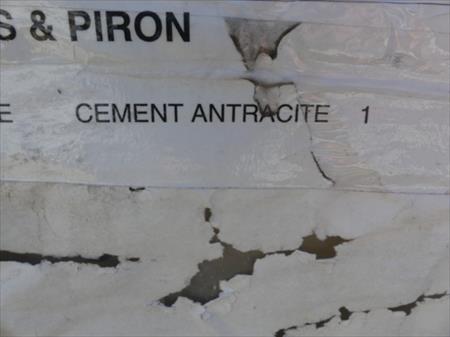 S & PIRON
E CEMENT ANTRACITE 1